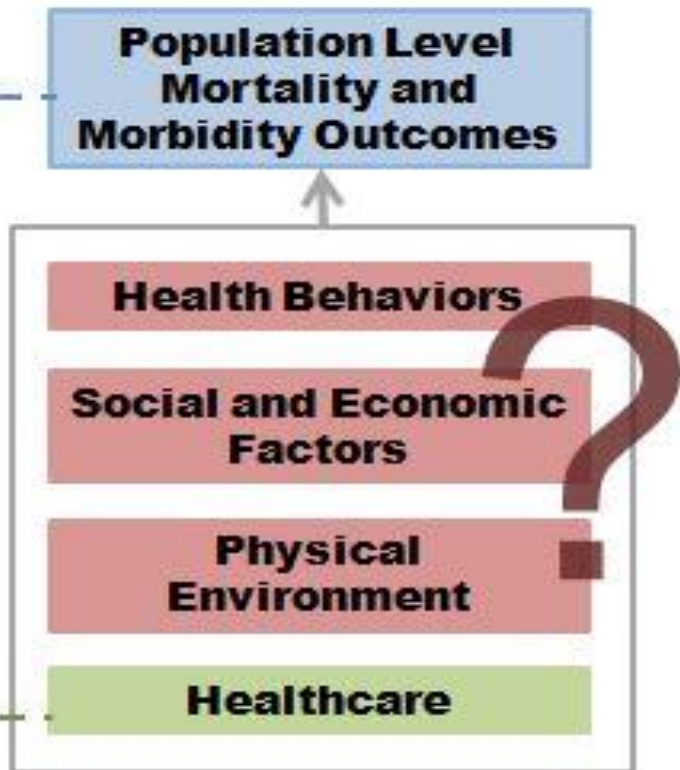 Population Level
Mortality and
Morbidity Outcomes
Health Behaviors
Social and Economic
Factors
Physical
Environment
Healthcare
?